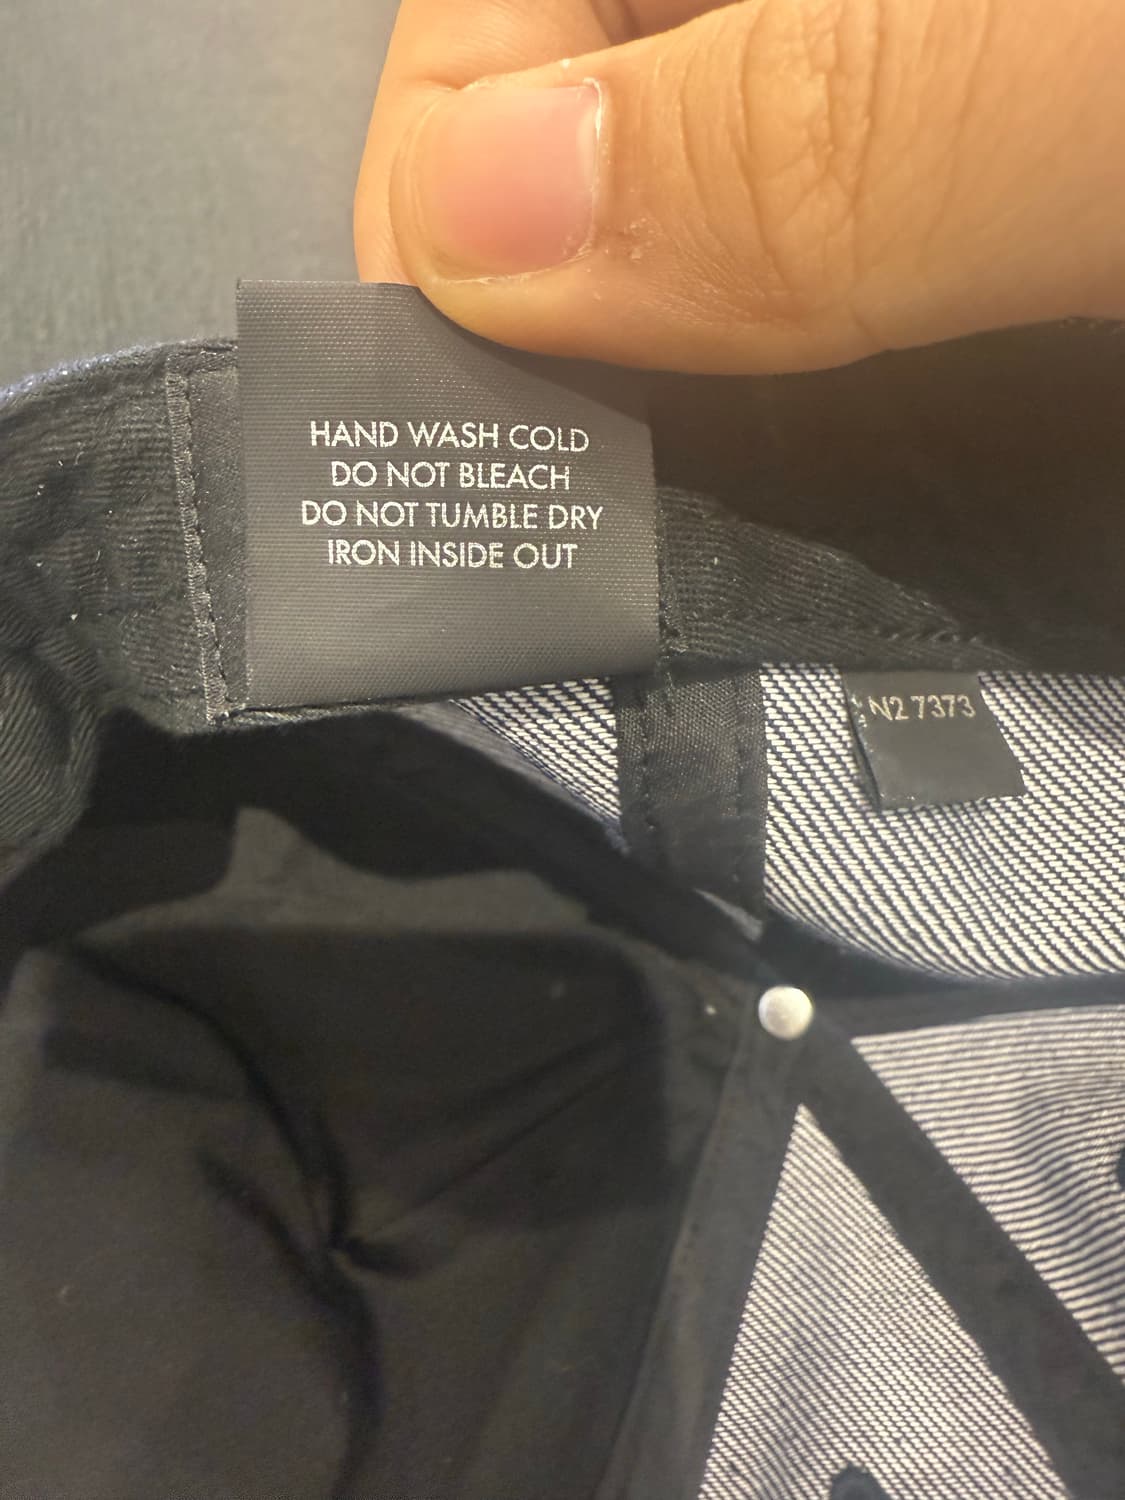 HAND WASH COLD
DO NOT BLEACH
DO NOT TUMBLE DRY
IRON INSIDE OUT
N2 7373